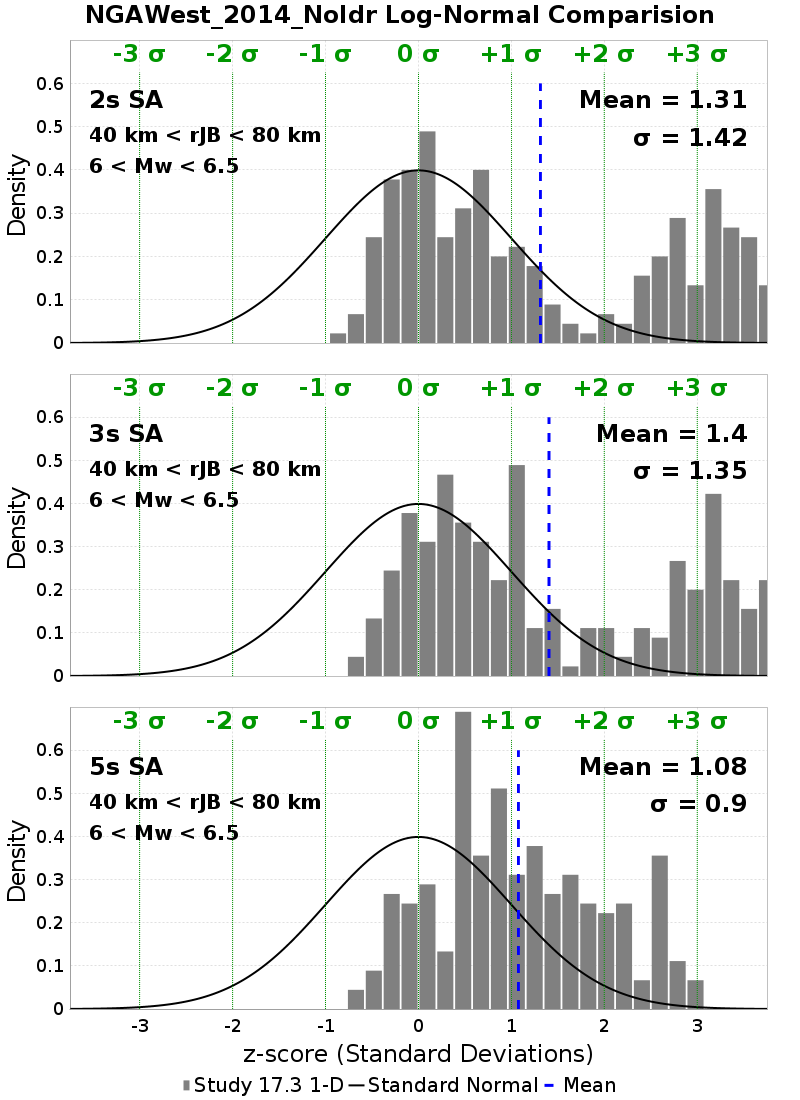 NGAWest_2014_NoIdr Log-Normal Comparision
-3 σ -2 σ -1 σ 0 σ +1 σ +2 σ +3 σ
2s SA Mean = 1.31
40 km < rJB < 80 km σ = 1.42
6 < Mw < 6.5
Density
0.6
0.5
0.4
0.3
0.2
0.1
0
-3 σ -2 σ -1 σ 0 σ +1 σ +2 σ +3 σ
3s SA Mean = 1.4
40 km < rJB < 80 km σ = 1.35
6 < Mw < 6.5
Density
0.6
0.5
0.4
0.3
0.2
0.1
0
-3 σ -2 σ -1 σ 0 σ +1 σ +2 σ +3 σ
5s SA Mean = 1.08
40 km < rJB < 80 km σ = 0.9
6 < Mw < 6.5
Density
0.6
0.5
0.4
0.3
0.2
0.1
0
-3 -2 -1 0 1 2 3
z-score (Standard Deviations)
Study 17.3 1-D Standard Normal Mean